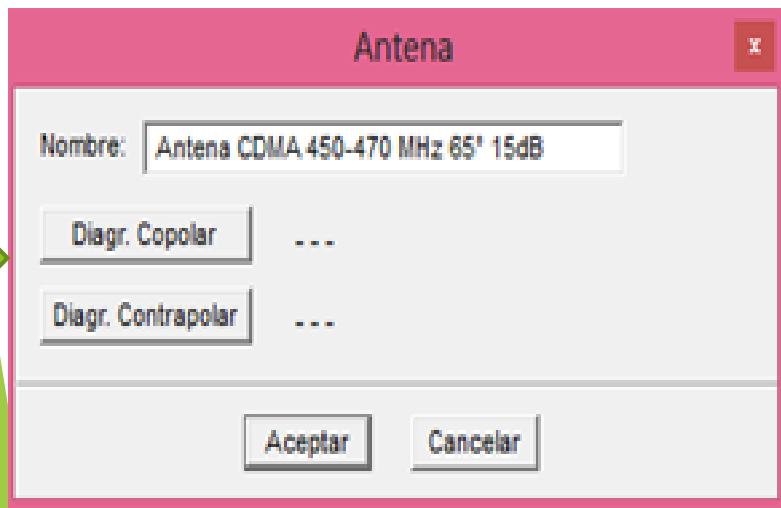 Antena x
Nombre: Antena CDMA 450-470 MHz 65° 15dB
Diagr. Copolar ---
Diagr. Contrapolar ---
Aceptar Cancelar